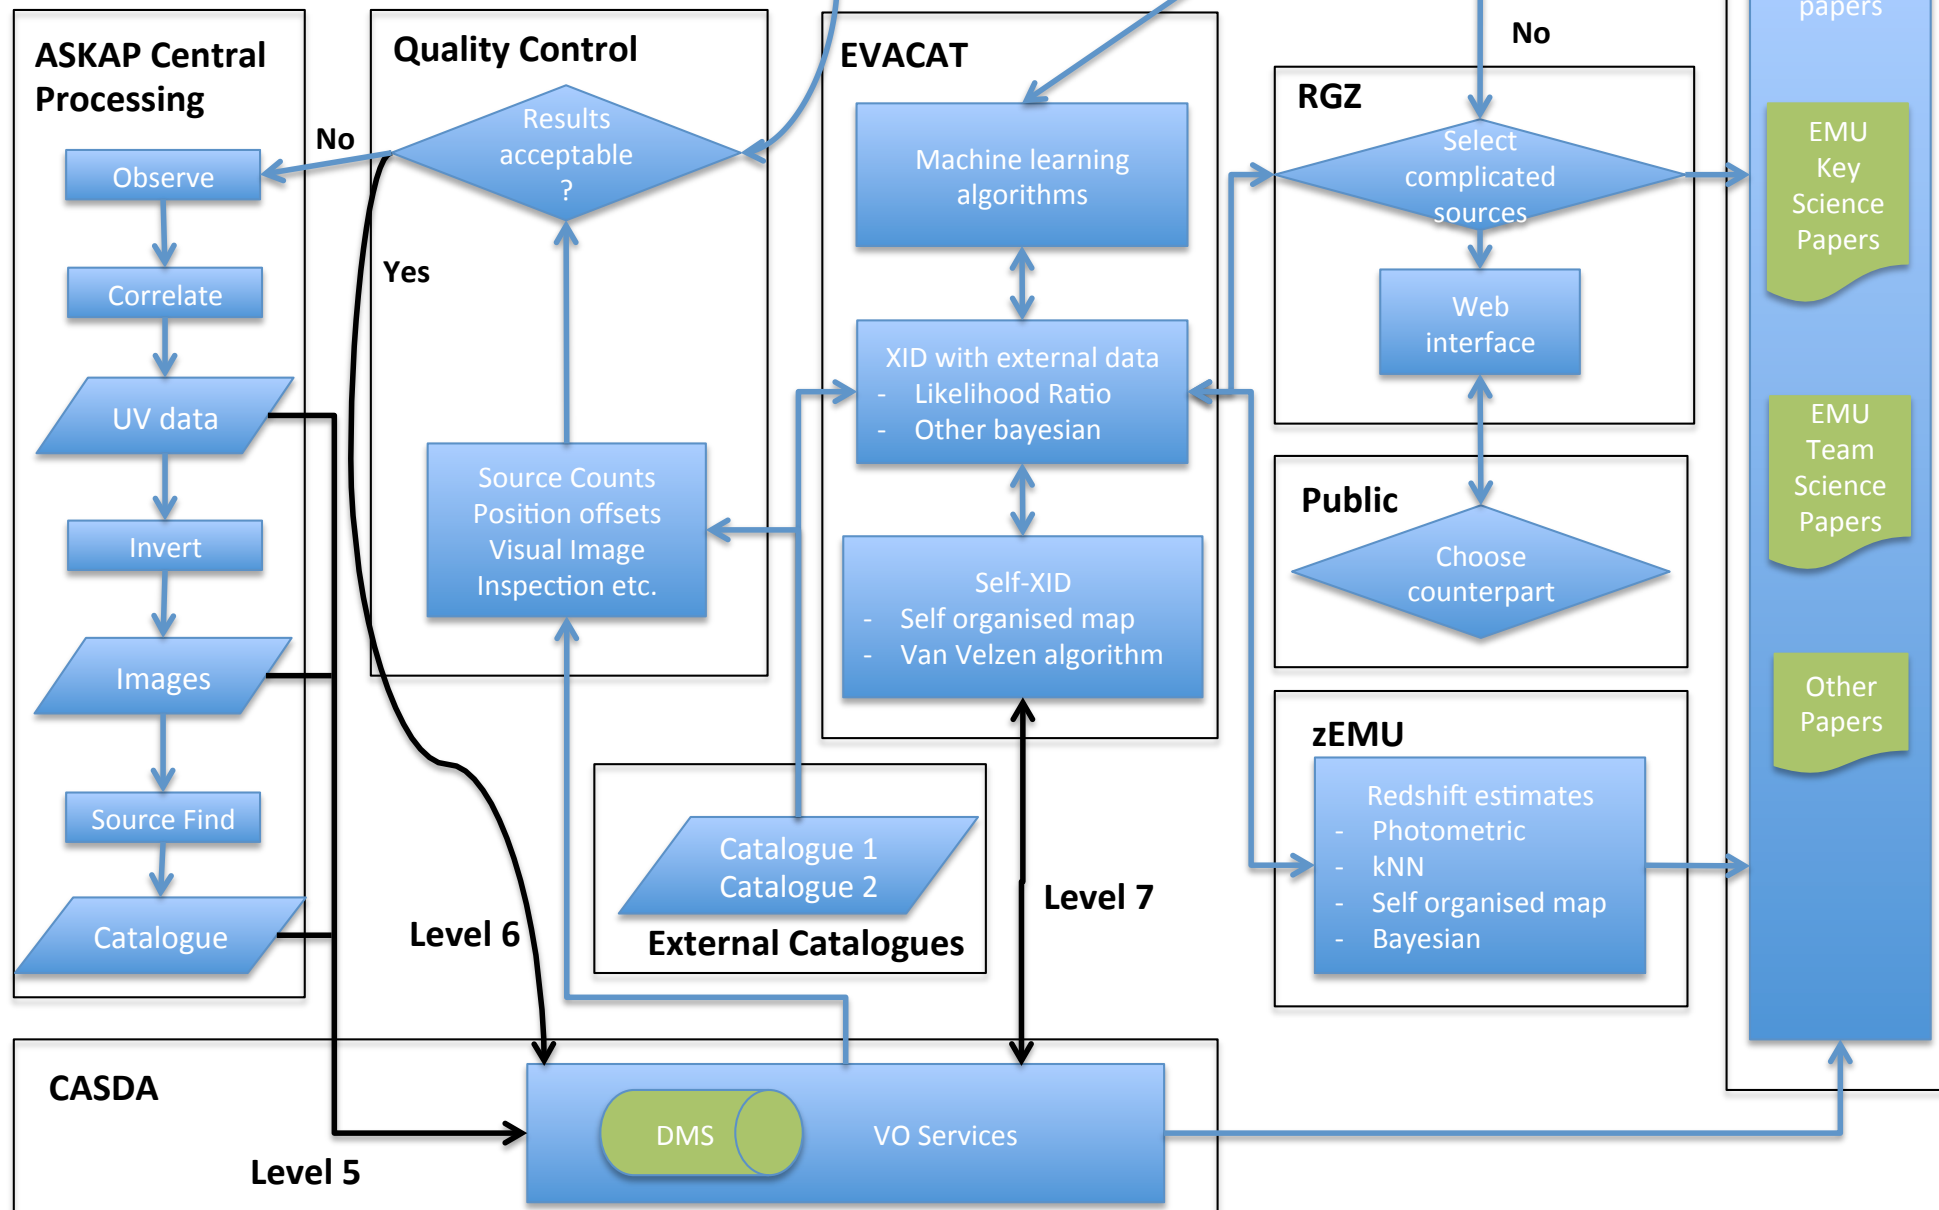 ASKAP Central
Processing
Observe
Correlate
UV data
Invert
Images
Source Find
Catalogue
No
Quality Control
Results
acceptable
?
Yes
Source Counts
Position offsets
Visual Image
Inspection etc.
Level 6
EVACAT
Machine learning
algorithms
XID with external data
- Likelihood Ratio
- Other bayesian
Self-XID
- Self organised map
- Van Velzen algorithm
Catalogue 1
Catalogue 2
External Catalogues
Level 7
No
RGZ
Select
complicated
sources
Web
interface
Public
Choose
counterpart
zEMU
Redshift estimates
- Photometric
- kNN
- Self organised map
- Bayesian
papers
EMU
Key
Science
Papers
EMU
Team
Science
Papers
Other
Papers
CASDA
DMS
VO Services
Level 5